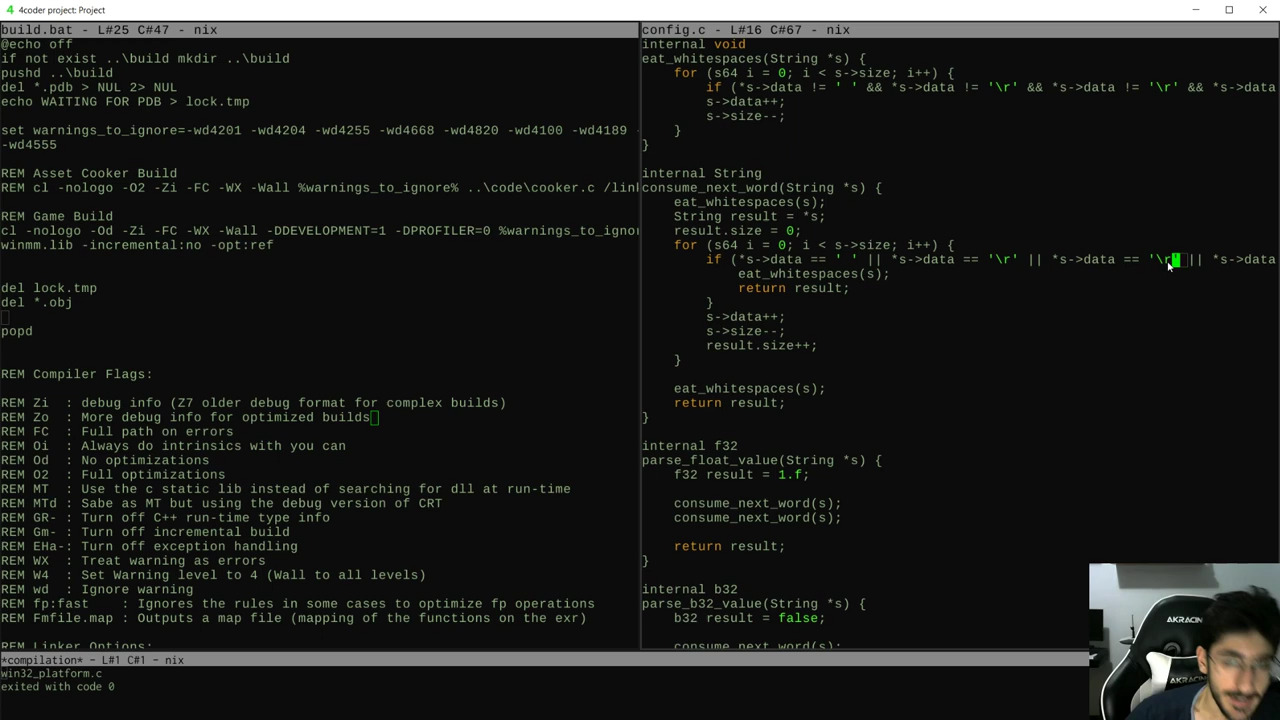 4coder project: Project
build.bat - L#25 C#47 - nix
@echo off
if not exist ..\build mkdir ..\build
pushd ..\build
del *.pdb > NUL 2> NUL
echo WAITING FOR PDB > lock.tmp
set warnings_to_ignore=-wd4201 -wd4204 -wd4255 -wd4668 -wd4820 -wd4100 -wd4189 -
-wd4555
REM Asset Cooker Build
REM cl -nologo -O2 -Zi -FC -WX -Wall %warnings_to_ignore% ..\code\cooker.c /link
REM Game Build
cl -nologo -Od -Zi -FC -WX -Wall -DDEVELOPMENT=1 -DPROFILER=0 %warnings_to_ignor
winmm.lib -incremental:no -opt:ref
del lock.tmp
del *.obj
popd
REM Compiler Flags:
REM Zi  : debug info (Z7 older debug format for complex builds)
REM Zo  : More debug info for optimized builds
REM FC  : Full path on errors
REM Oi  : Always do intrinsics with you can
REM Od  : No optimizations
REM O2  : Full optimizations
REM MT  : Use the c static lib instead of searching for dll at run-time
REM MTd : Sabe as MT but using the debug version of CRT
REM GR- : Turn off C++ run-time type info
REM Gm- : Turn off incremental build
REM EHa-: Turn off exception handling
REM WX  : Treat warning as errors
REM W4  : Set Warning level to 4 (Wall to all levels)
REM wd  : Ignore warning
REM fp:fast     : Ignores the rules in some cases to optimize fp operations
REM Fmfile.map : Outputs a map file (mapping of the functions on the exr)
REM Linker Options:
config.c - L#16 C#67 - nix
internal void
eat_whitespaces(String *s) {
    for (s64 i = 0; i < s->size; i++) {
        if (*s->data != ' ' && *s->data != '\r' && *s->data != '\r' && *s->data
        s->data++;
        s->size--;
    }
}
internal String
consume_next_word(String *s) {
    eat_whitespaces(s);
    String result = *s;
    result.size = 0;
    for (s64 i = 0; i < s->size; i++) {
        if (*s->data == ' ' || *s->data == '\r' || *s->data == '\r' || *s->data
            eat_whitespaces(s);
            return result;
        }
        s->data++;
        s->size--;
        result.size++;
    }
    eat_whitespaces(s);
    return result;
}
internal f32
parse_float_value(String *s) {
    f32 result = 1.f;
    consume_next_word(s);
    consume_next_word(s);
    return result;
}
internal b32
parse_b32_value(String *s) {
    b32 result = false;
    consume_next_word(s);
*compilation* - L#1 C#1 - nix
win32_platform.c
exited with code 0
AKRACING
AKRACIN